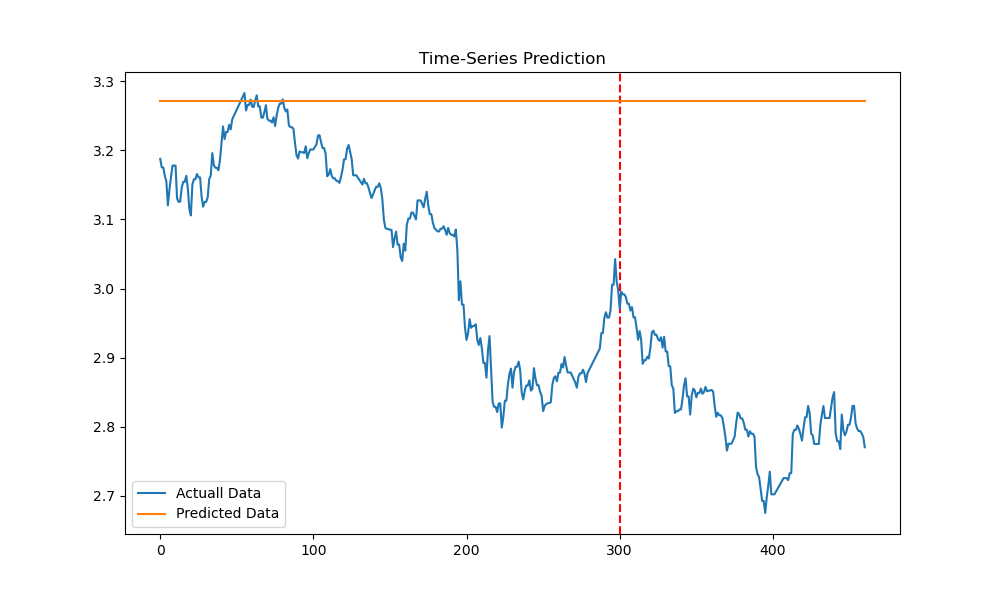 Time-Series Prediction
3.3
3.2
3.1
3.0
2.9
2.8
2.7
Actuall Data
Predicted Data
0 100 200 300 400